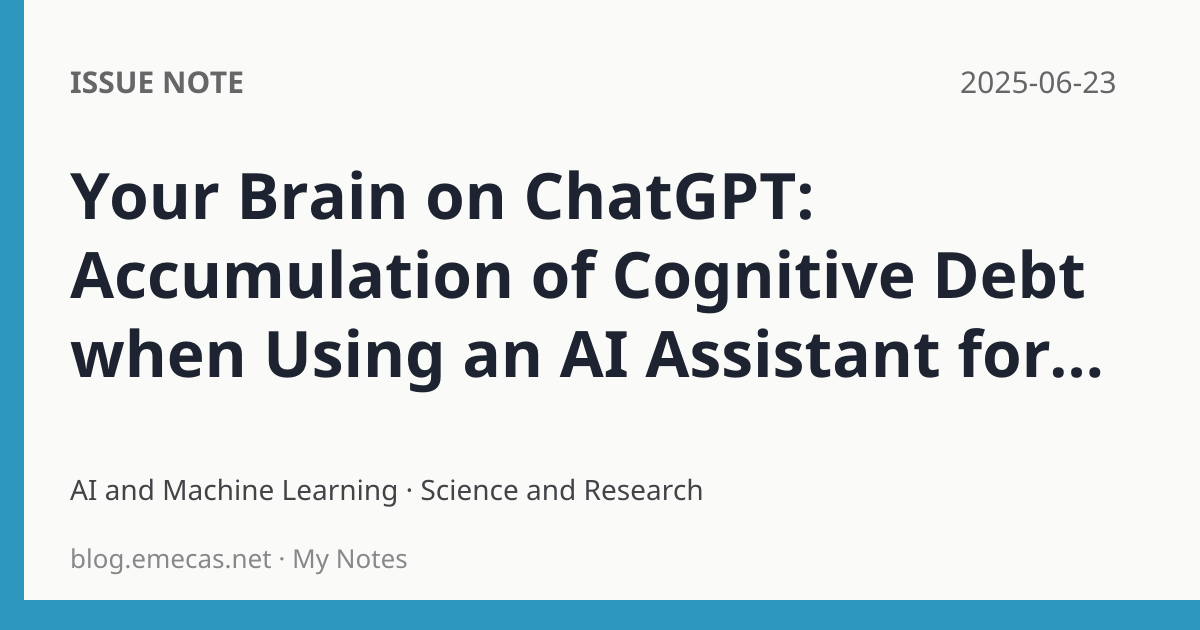 ISSUE NOTE
2025-06-23
Your Brain on ChatGPT:
Accumulation of Cognitive Debt
when Using an AI Assistant for...
AI and Machine Learning · Science and Research
blog.emecas.net · My Notes